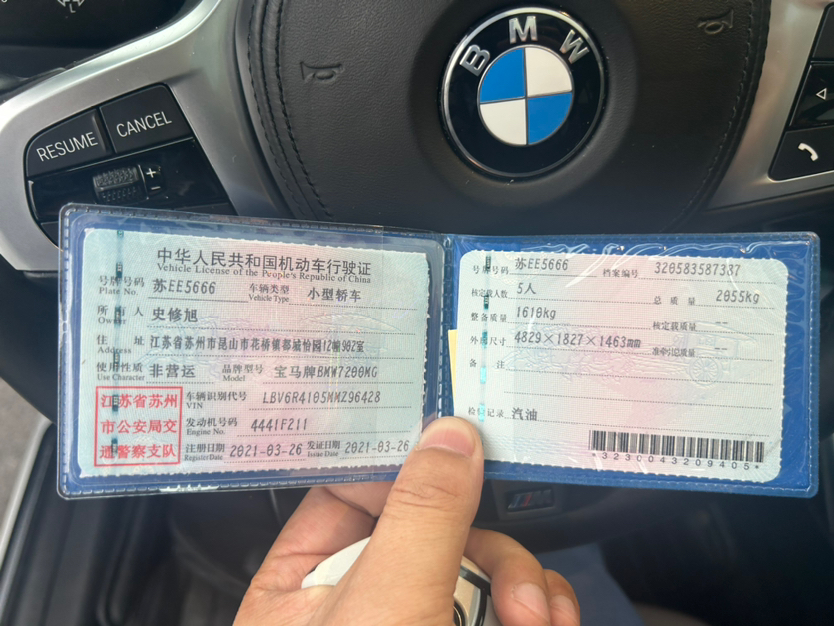 BMW
RESUME
CANCEL
+
-
中华人民共和国机动车行驶证
Vehicle License of the People's Republic of China
号牌号码 苏EE5666 车辆类型 小型轿车
Plate No. Vehicle Type
所有人 史修旭
Owner
住址 江苏省苏州市昆山市花桥镇
Address
使用性质 非营运 品牌型号 宝马牌BMW7200MG
Use Character Model
江苏省苏州
市公安局交
通警察支队
车辆识别代号 LBV6R4105MMZ96428
VIN
发动机号码 4441F211
Engine No.
注册日期 2021-03-26 发证日期 2021-03-26
Register Date Issue Date
号牌号码 苏EE5666 档案编号 320583587387
核定载人数 5人 总质量 2055kg
整备质量 1610kg 核定载质量 --
外廓尺寸 4829×1827×1463mm 准牵引总质量 --
备注
检验记录 汽油
*3230043209405*